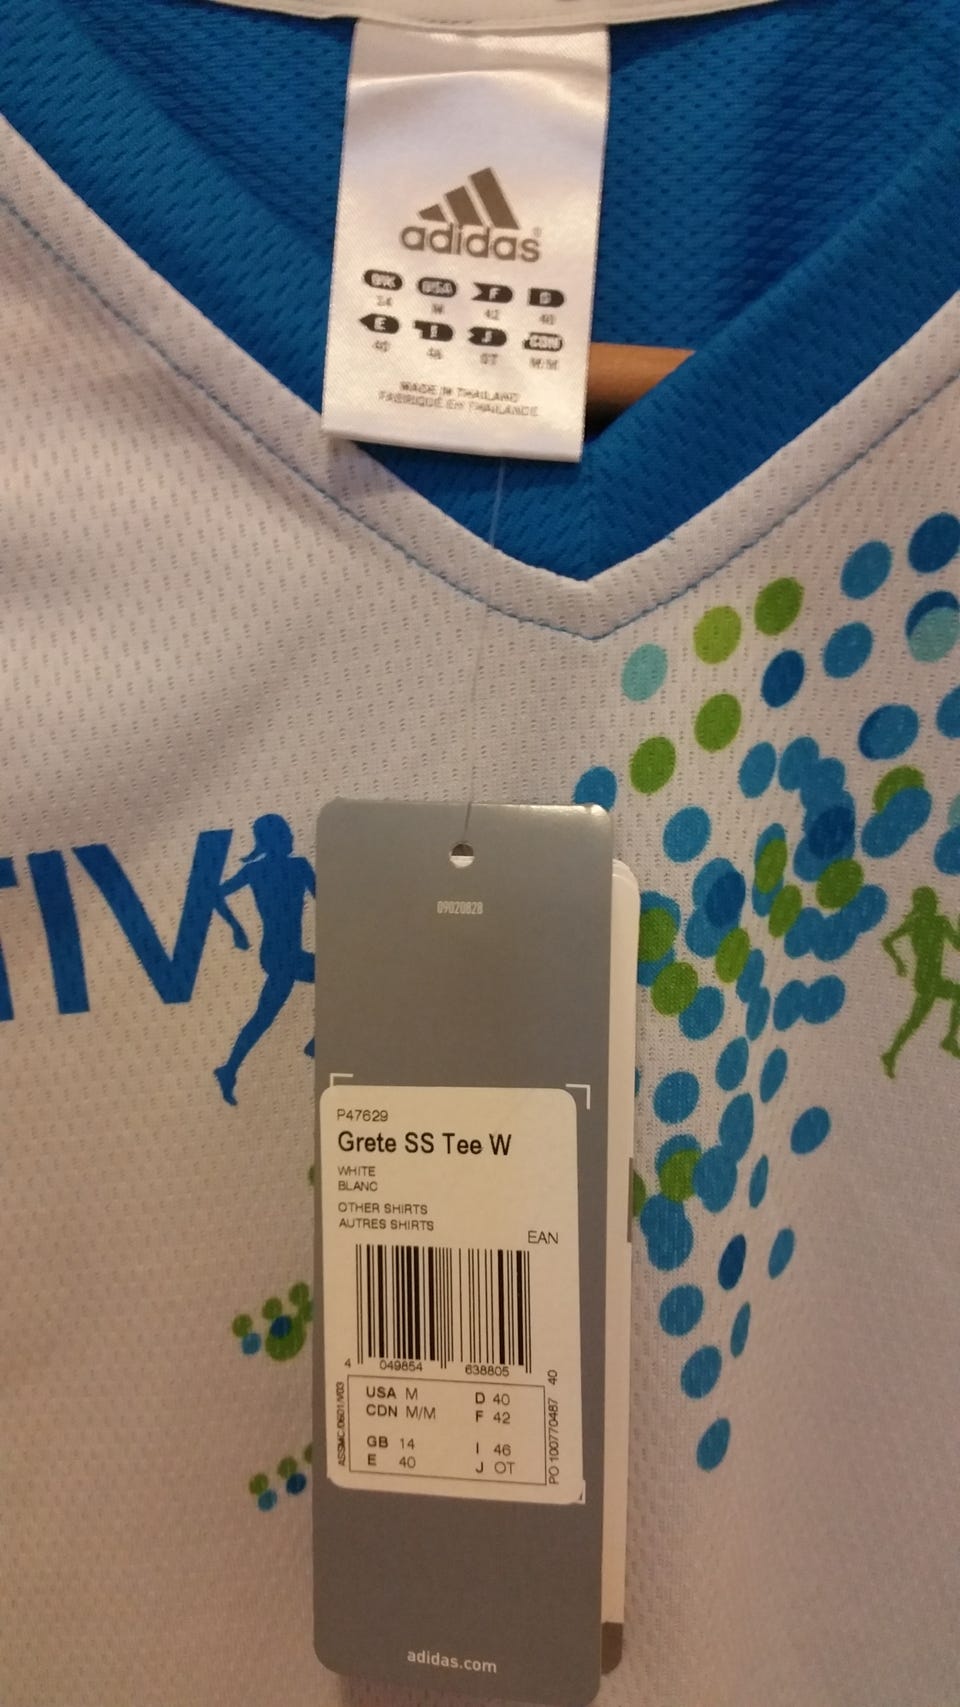 adidas
UK USA F D
14 M 42 40
E I J CDN
40 46 OT M/M
MADE IN THAILAND
FABRIQUÉ EN THAILANDE
TIV
09020828
P47629
Grete SS Tee W
WHITE
BLANC
OTHER SHIRTS
AUTRES SHIRTS
EAN
4 049854 638805
USA M D 40
CDN M/M F 42
GB 14 I 46
E 40 J OT
PO 100770487 40
adidas.com